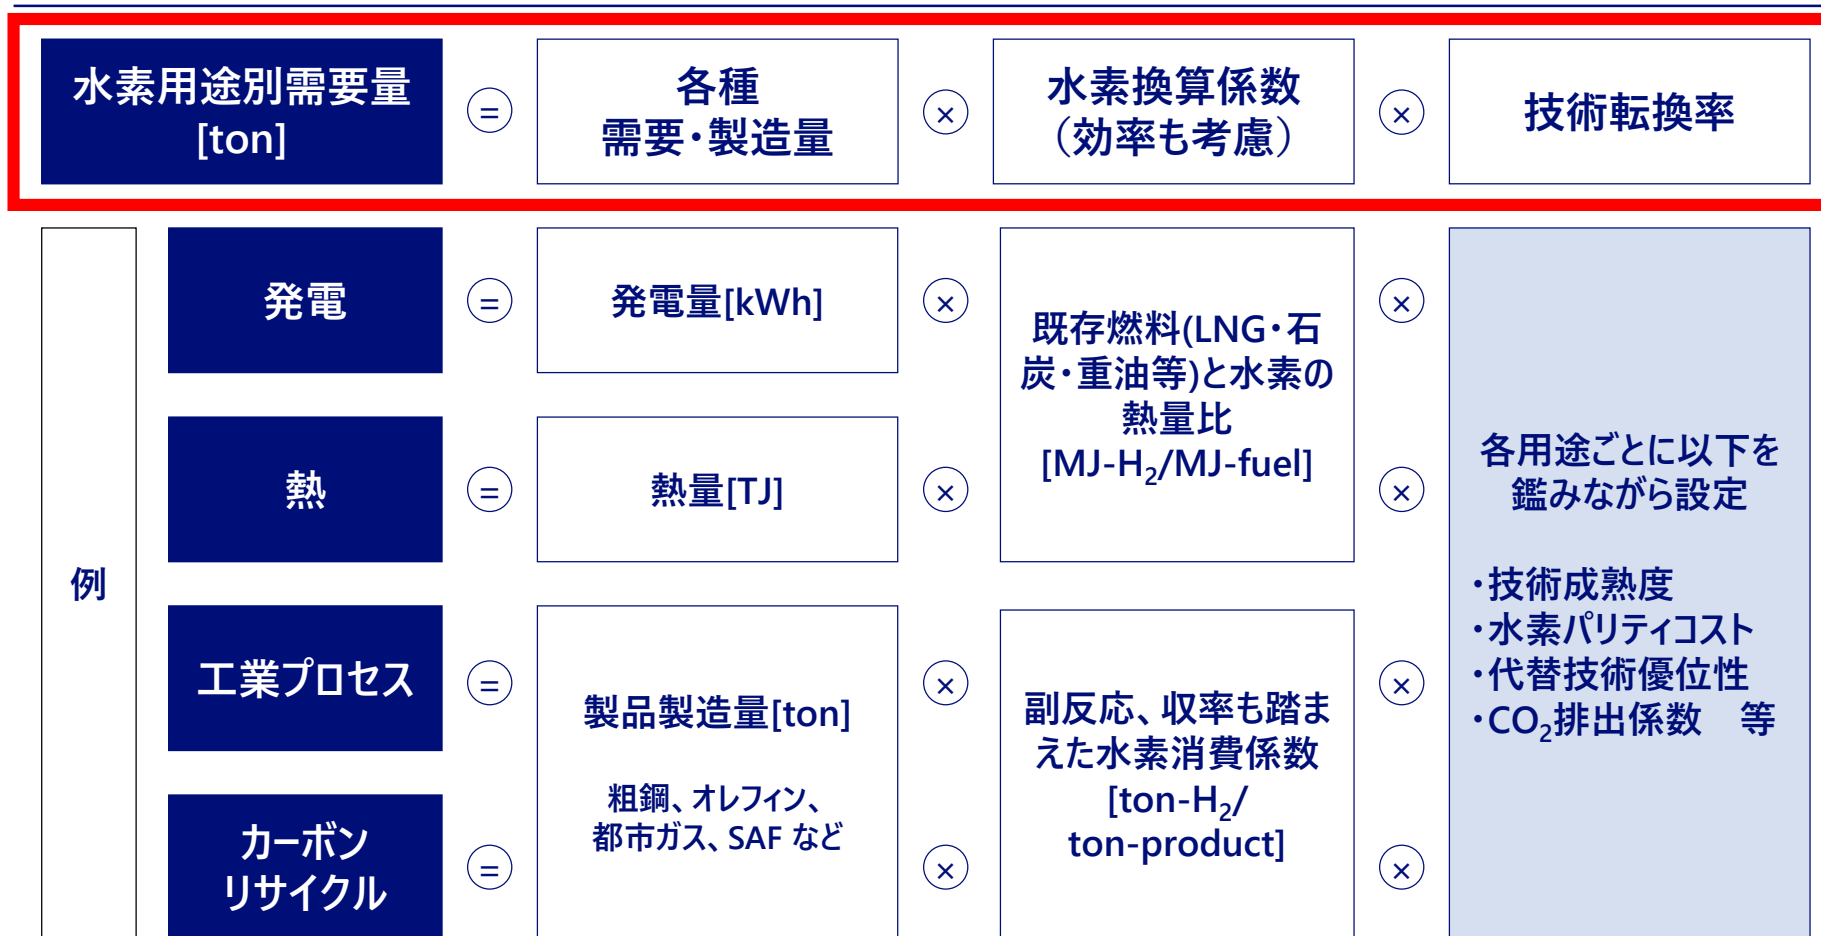 水素用途別需要量
[ton]
=
各種
需要・製造量
×
水素換算係数
（効率も考慮）
×
技術転換率
例
発電
=
発電量[kWh]
×
既存燃料(LNG・石
炭・重油等)と水素の
熱量比
[MJ-H2/MJ-fuel]
×
熱
=
熱量[TJ]
×
×
工業プロセス
=
製品製造量[ton]
粗鋼、オレフィン、
都市ガス、SAF など
×
副反応、収率も踏ま
えた水素消費係数
[ton-H2/
ton-product]
×
カーボン
リサイクル
=
×
×
各用途ごとに以下を
鑑みながら設定
・技術成熟度
・水素パリティコスト
・代替技術優位性
・CO2排出係数　等